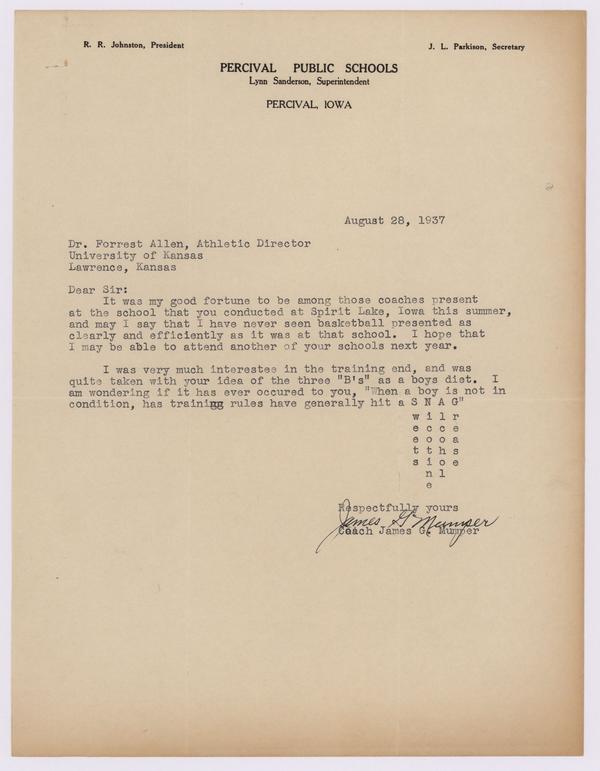 R. R. Johnston, President
J. L. Parkison, Secretary
PERCIVAL PUBLIC SCHOOLS
Lynn Sanderson, Superintendent
PERCIVAL, IOWA
August 28, 1937
Dr. Forrest Allen, Athletic Director
University of Kansas
Lawrence, Kansas
Dear Sir:
It was my good fortune to be among those coaches present
at the school that you conducted at Spirit Lake, Iowa this summer,
and may I say that I have never seen basketball presented as
clearly and efficiently as it was at that school. I hope that
I may be able to attend another of your schools next year.
I was very much interestee in the training end, and was
quite taken with your idea of the three "B's" as a boys diet. I
am wondering if it has ever occured to you, "When a boy is not in
condition, has training rules have generally hit a S N A G"
w i l r
e c c e
e o o a
t t h s
s i o e
n l
e
Respectfully yours
James G Mumper
Coach James G. Mumper